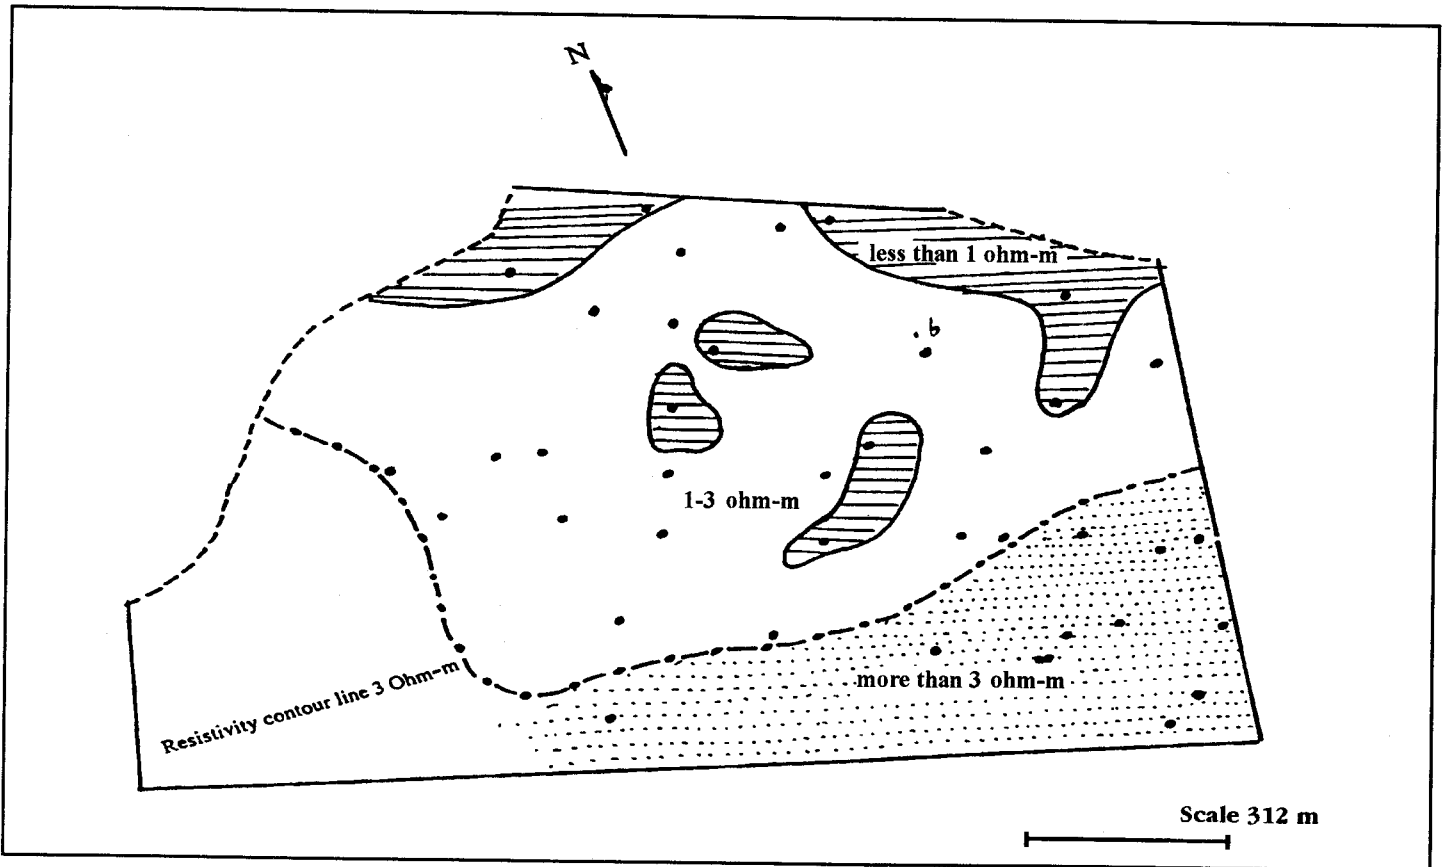 N
less than 1 ohm-m
b
1-3 ohm-m
more than 3 ohm-m
Resistivity contour line 3 Ohm-m
Scale 312 m